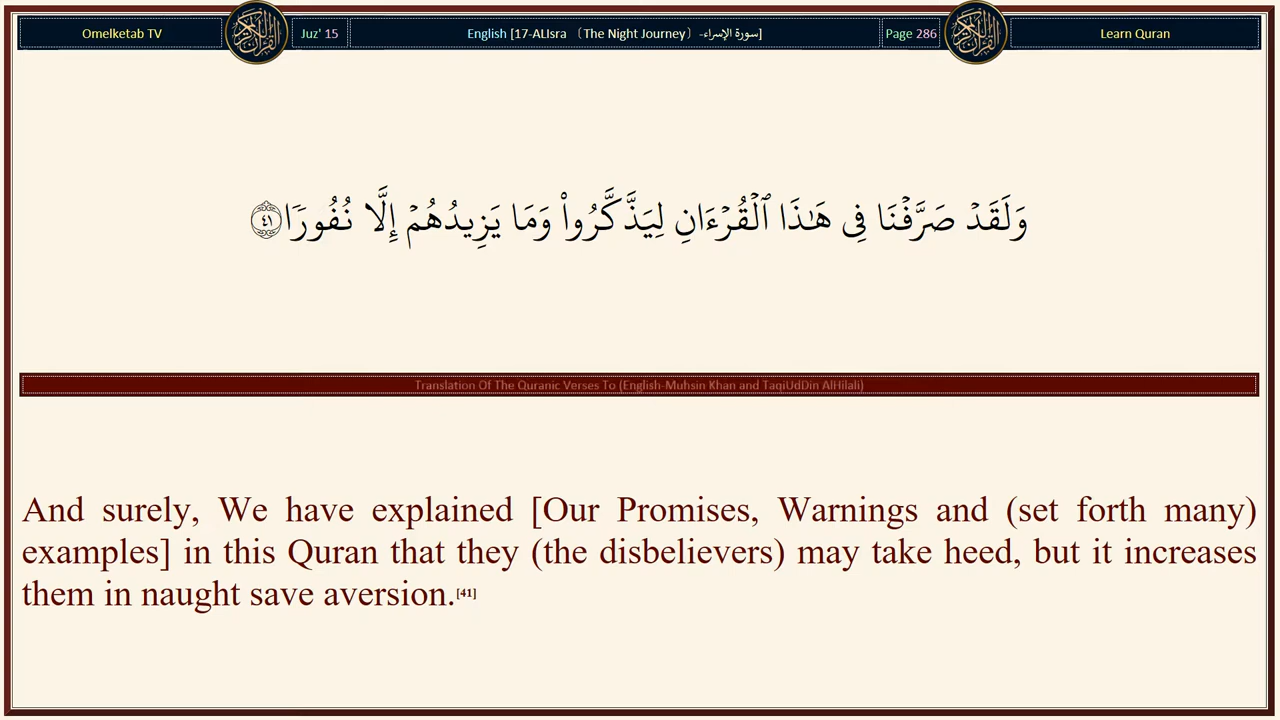 Omelketab TV
Juz' 15
English [17-ALIsra 〔The Night Journey〕 -سورة الإسراء]
Page 286
Learn Quran
وَلَقَدۡ صَرَّفۡنَا فِي هَٰذَا ٱلۡقُرۡءَانِ لِيَذَّكَّرُواْ وَمَا يَزِيدُهُمۡ إِلَّا نُفُورٗا ٤١
Translation Of The Quranic Verses To (English-Muhsin Khan and TaqiUdDin AlHilali)
And surely, We have explained [Our Promises, Warnings and (set forth many)
examples] in this Quran that they (the disbelievers) may take heed, but it increases
them in naught save aversion.[41]